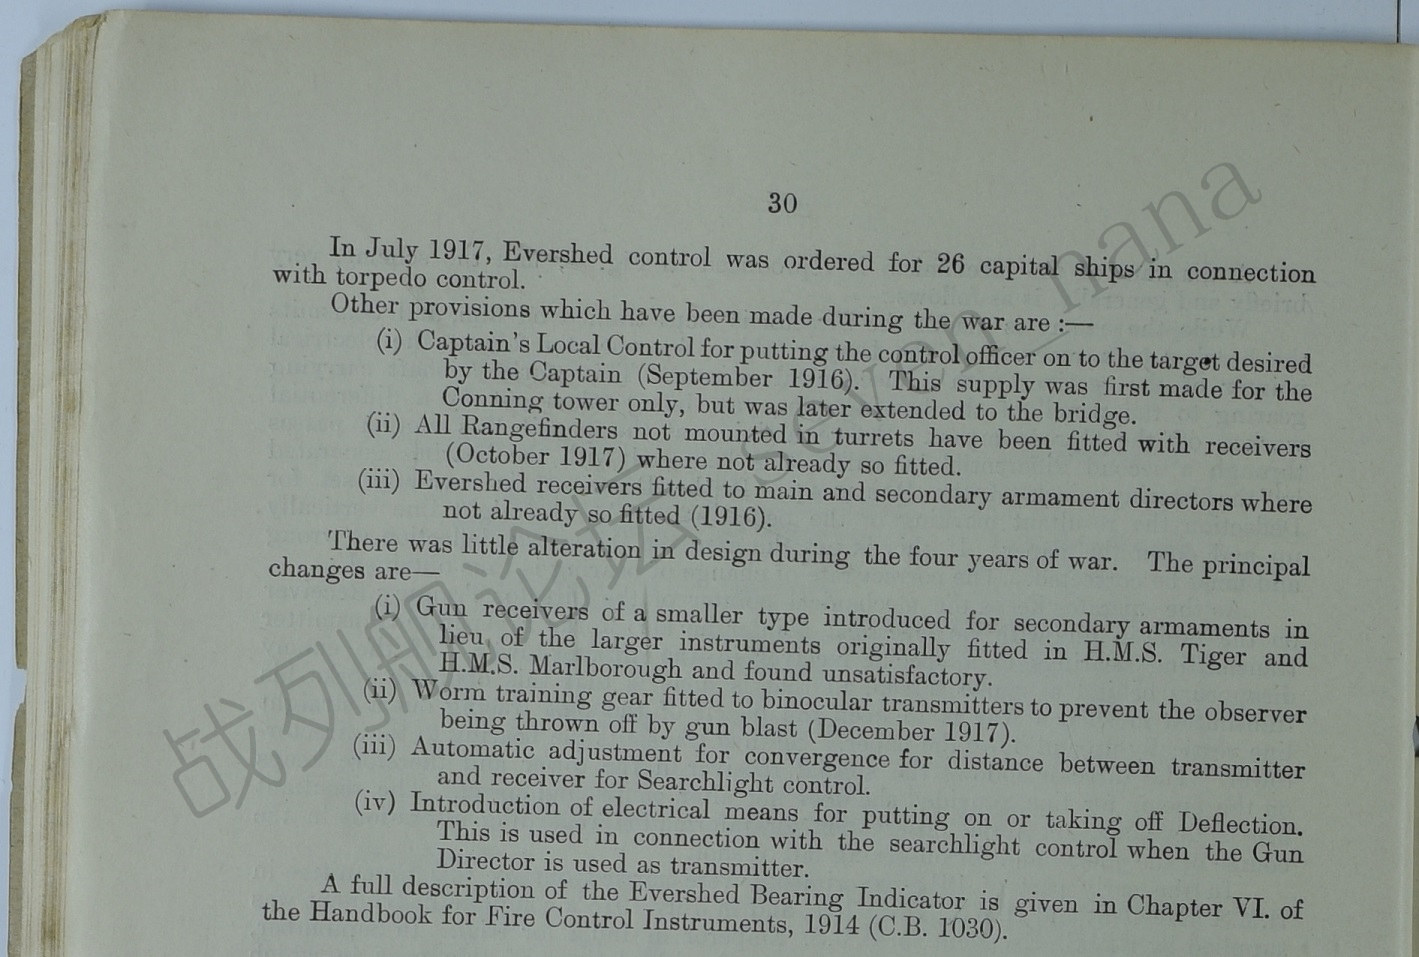 30
In July 1917, Evershed control was ordered for 26 capital ships in connection
with torpedo control.
Other provisions which have been made during the war are :—
(i) Captain's Local Control for putting the control officer on to the target desired
by the Captain (September 1916). This supply was first made for the
Conning tower only, but was later extended to the bridge.
(ii) All Rangefinders not mounted in turrets have been fitted with receivers
(October 1917) where not already so fitted.
(iii) Evershed receivers fitted to main and secondary armament directors where
not already so fitted (1916).
There was little alteration in design during the four years of war. The principal
changes are—
(i) Gun receivers of a smaller type introduced for secondary armaments in
lieu of the larger instruments originally fitted in H.M.S. Tiger and
H.M.S. Marlborough and found unsatisfactory.
(ii) Worm training gear fitted to binocular transmitters to prevent the observer
being thrown off by gun blast (December 1917).
(iii) Automatic adjustment for convergence for distance between transmitter
and receiver for Searchlight control.
(iv) Introduction of electrical means for putting on or taking off Deflection.
This is used in connection with the searchlight control when the Gun
Director is used as transmitter.
A full description of the Evershed Bearing Indicator is given in Chapter VI. of
the Handbook for Fire Control Instruments, 1914 (C.B. 1030).
战列舰论坛 seven_nana